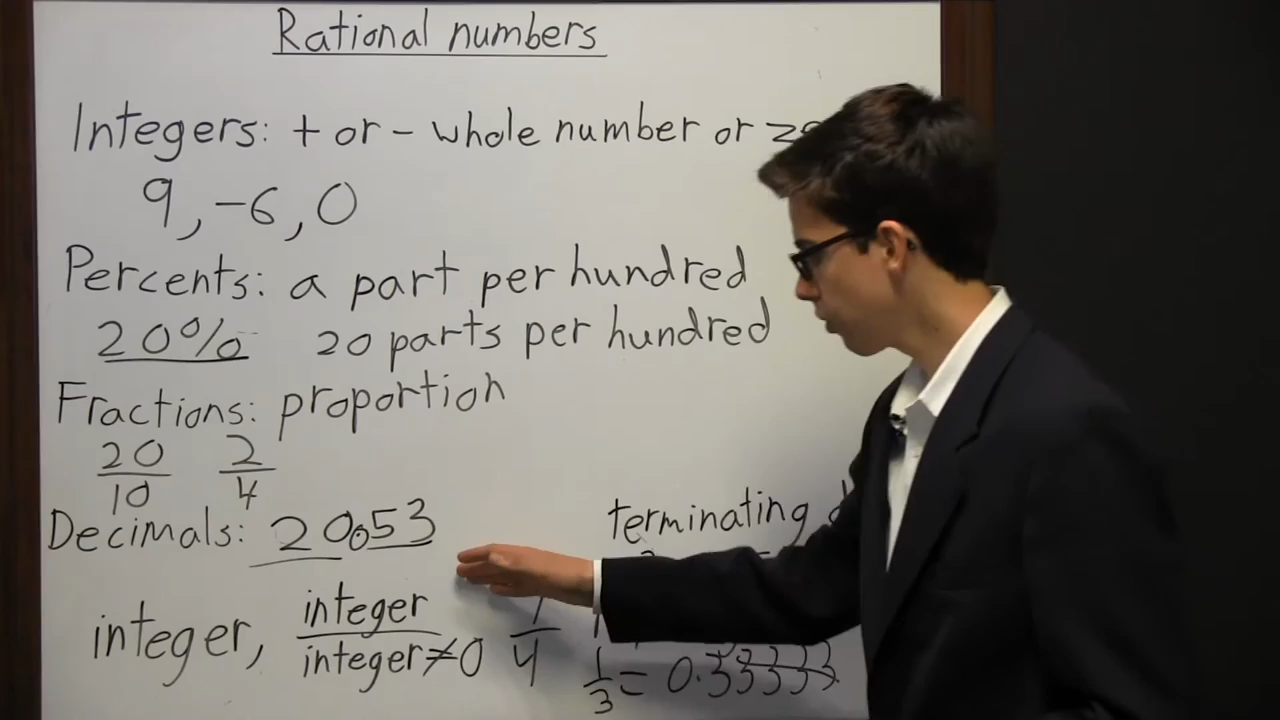 Rational numbers
Integers: + or - whole number or
9, -6, 0
Percents: a part per hundred
20% 20 parts per hundred
Fractions: proportion
20/10 2/4
Decimals: 20.53
terminating
integer, integer/integer≠0 1/4
1/3 = 0.33333